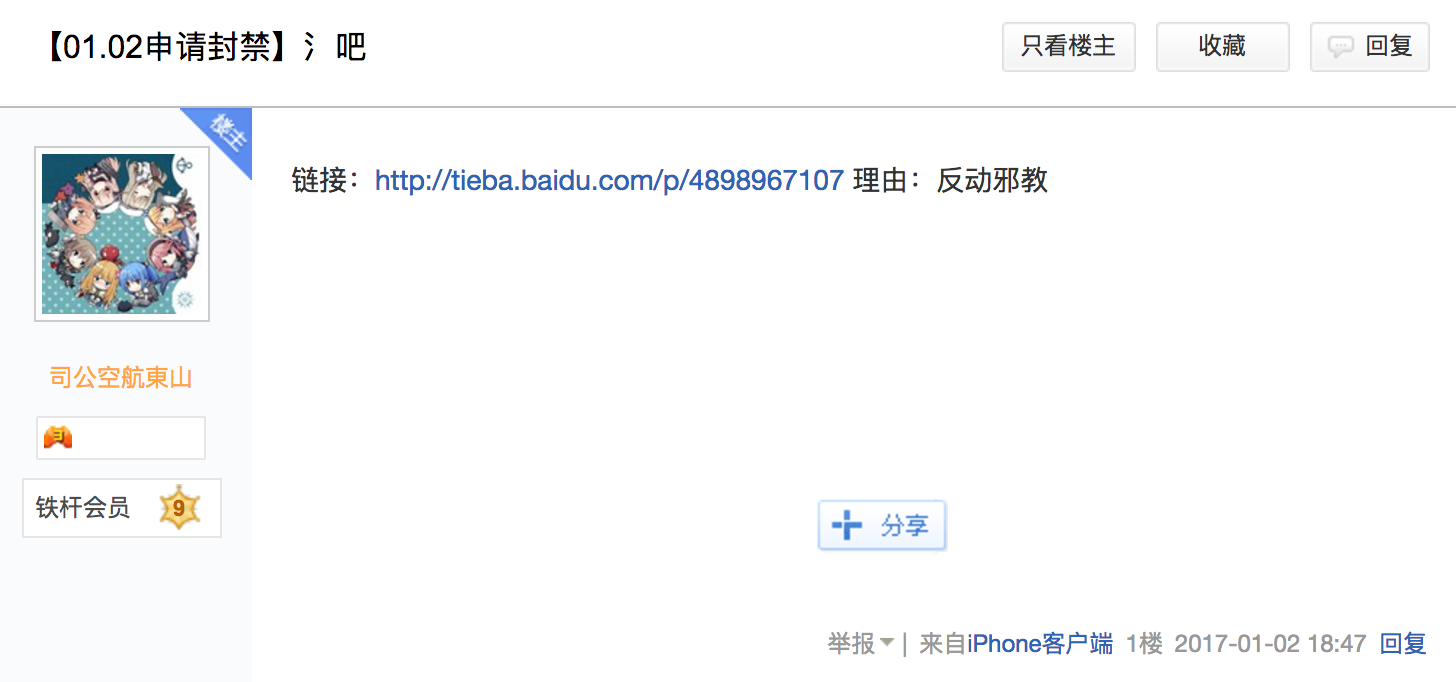 【01.02申请封禁】氵吧
只看楼主
收藏
回复
楼主
链接：http://tieba.baidu.com/p/4898967107 理由：反动邪教
司公空航東山
3
铁杆会员 9
分享
举报 | 来自iPhone客户端 1楼 2017-01-02 18:47 回复